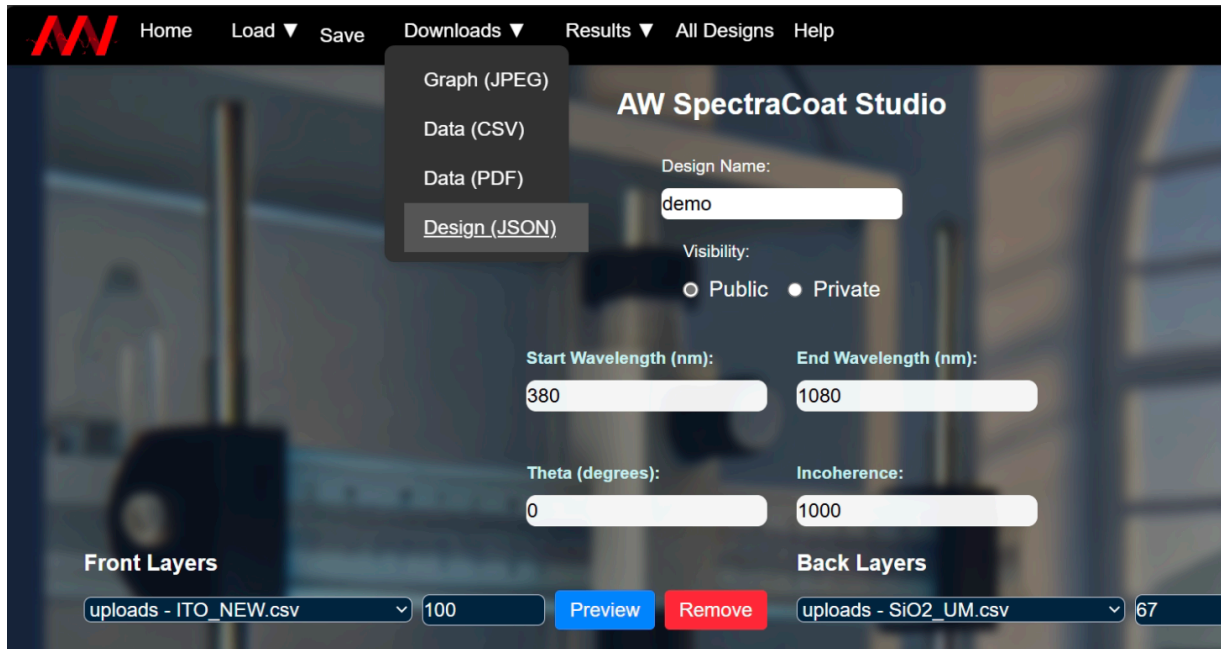 Home Load ▼ Save Downloads ▼ Results ▼ All Designs Help
Graph (JPEG)
Data (CSV)
Data (PDF)
Design (JSON)
AW SpectraCoat Studio
Design Name:
demo
Visibility:
Public Private
Start Wavelength (nm): End Wavelength (nm):
380 1080
Theta (degrees): Incoherence:
0 1000
Front Layers Back Layers
uploads - ITO_NEW.csv 100 Preview Remove uploads - SiO2_UM.csv 67